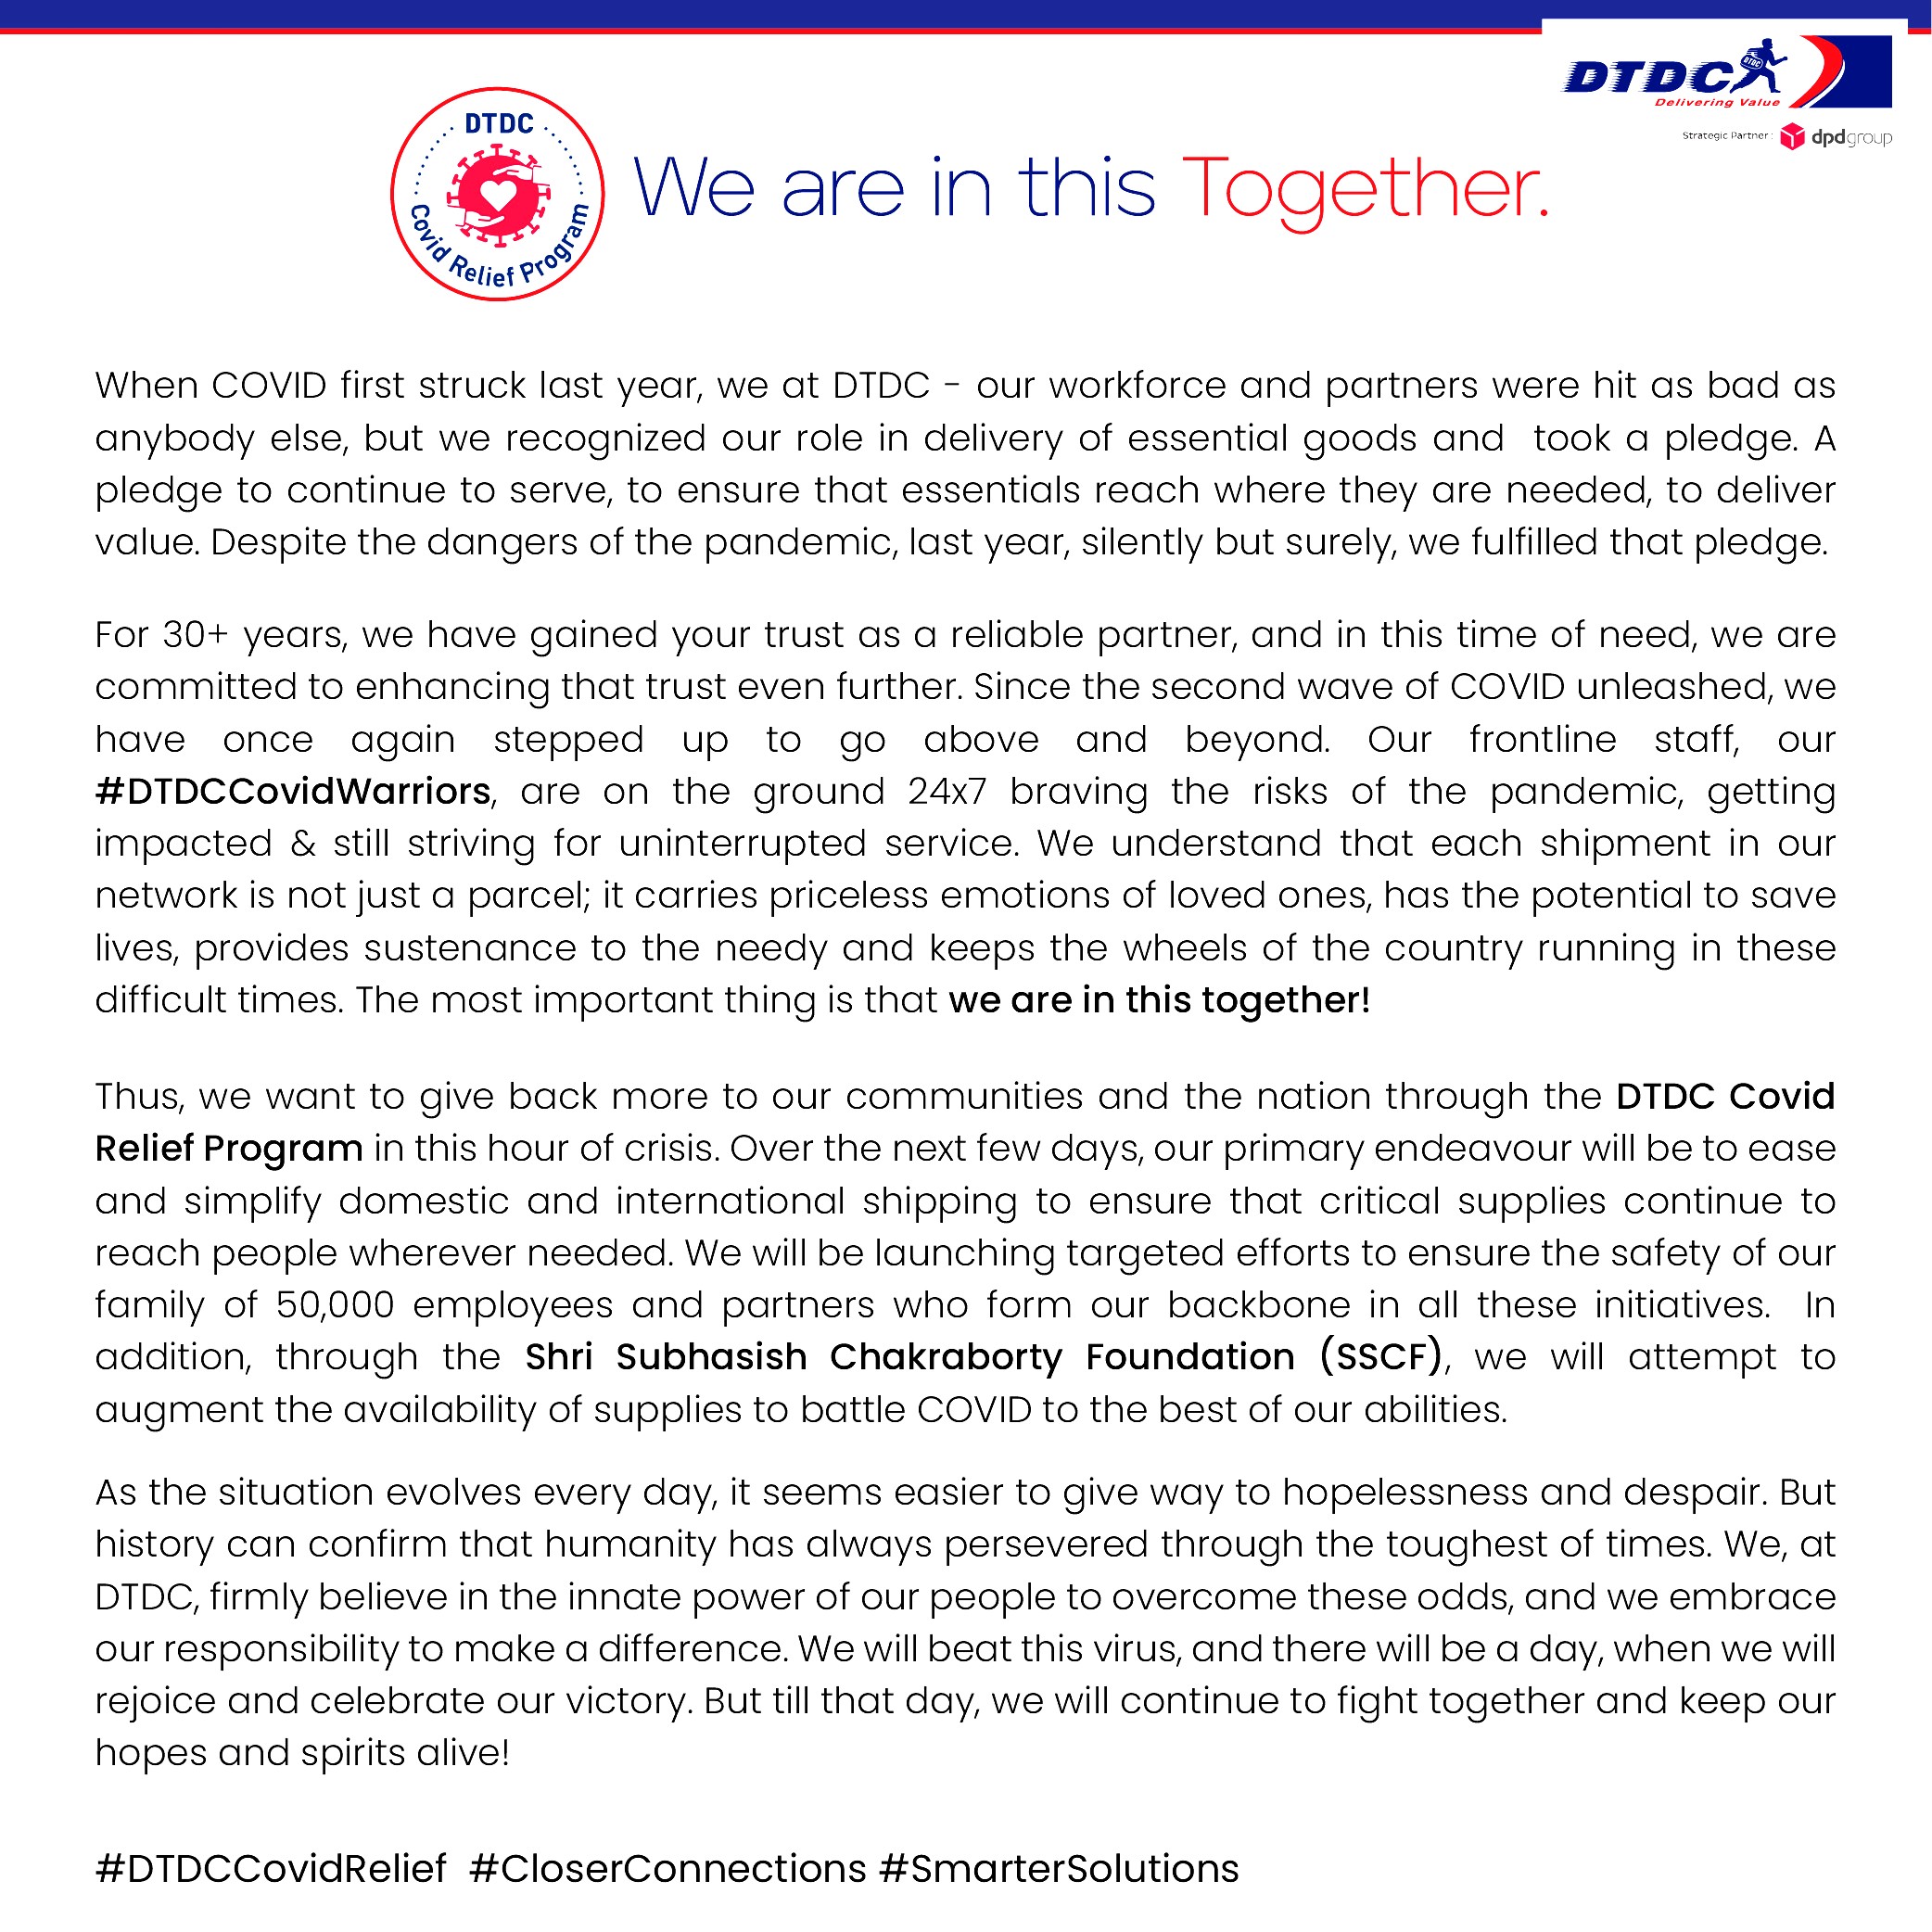 DTDC
Delivering Value
Strategic Partner : dpdgroup
DTDC
Covid Relief Program
We are in this Together.
When COVID first struck last year, we at DTDC - our workforce and partners were hit as bad as
anybody else, but we recognized our role in delivery of essential goods and took a pledge. A
pledge to continue to serve, to ensure that essentials reach where they are needed, to deliver
value. Despite the dangers of the pandemic, last year, silently but surely, we fulfilled that pledge.
For 30+ years, we have gained your trust as a reliable partner, and in this time of need, we are
committed to enhancing that trust even further. Since the second wave of COVID unleashed, we
have once again stepped up to go above and beyond. Our frontline staff, our
#DTDCCovidWarriors, are on the ground 24x7 braving the risks of the pandemic, getting
impacted & still striving for uninterrupted service. We understand that each shipment in our
network is not just a parcel; it carries priceless emotions of loved ones, has the potential to save
lives, provides sustenance to the needy and keeps the wheels of the country running in these
difficult times. The most important thing is that we are in this together!
Thus, we want to give back more to our communities and the nation through the DTDC Covid
Relief Program in this hour of crisis. Over the next few days, our primary endeavour will be to ease
and simplify domestic and international shipping to ensure that critical supplies continue to
reach people wherever needed. We will be launching targeted efforts to ensure the safety of our
family of 50,000 employees and partners who form our backbone in all these initiatives. In
addition, through the Shri Subhasish Chakraborty Foundation (SSCF), we will attempt to
augment the availability of supplies to battle COVID to the best of our abilities.
As the situation evolves every day, it seems easier to give way to hopelessness and despair. But
history can confirm that humanity has always persevered through the toughest of times. We, at
DTDC, firmly believe in the innate power of our people to overcome these odds, and we embrace
our responsibility to make a difference. We will beat this virus, and there will be a day, when we will
rejoice and celebrate our victory. But till that day, we will continue to fight together and keep our
hopes and spirits alive!
#DTDCCovidRelief #CloserConnections #SmarterSolutions